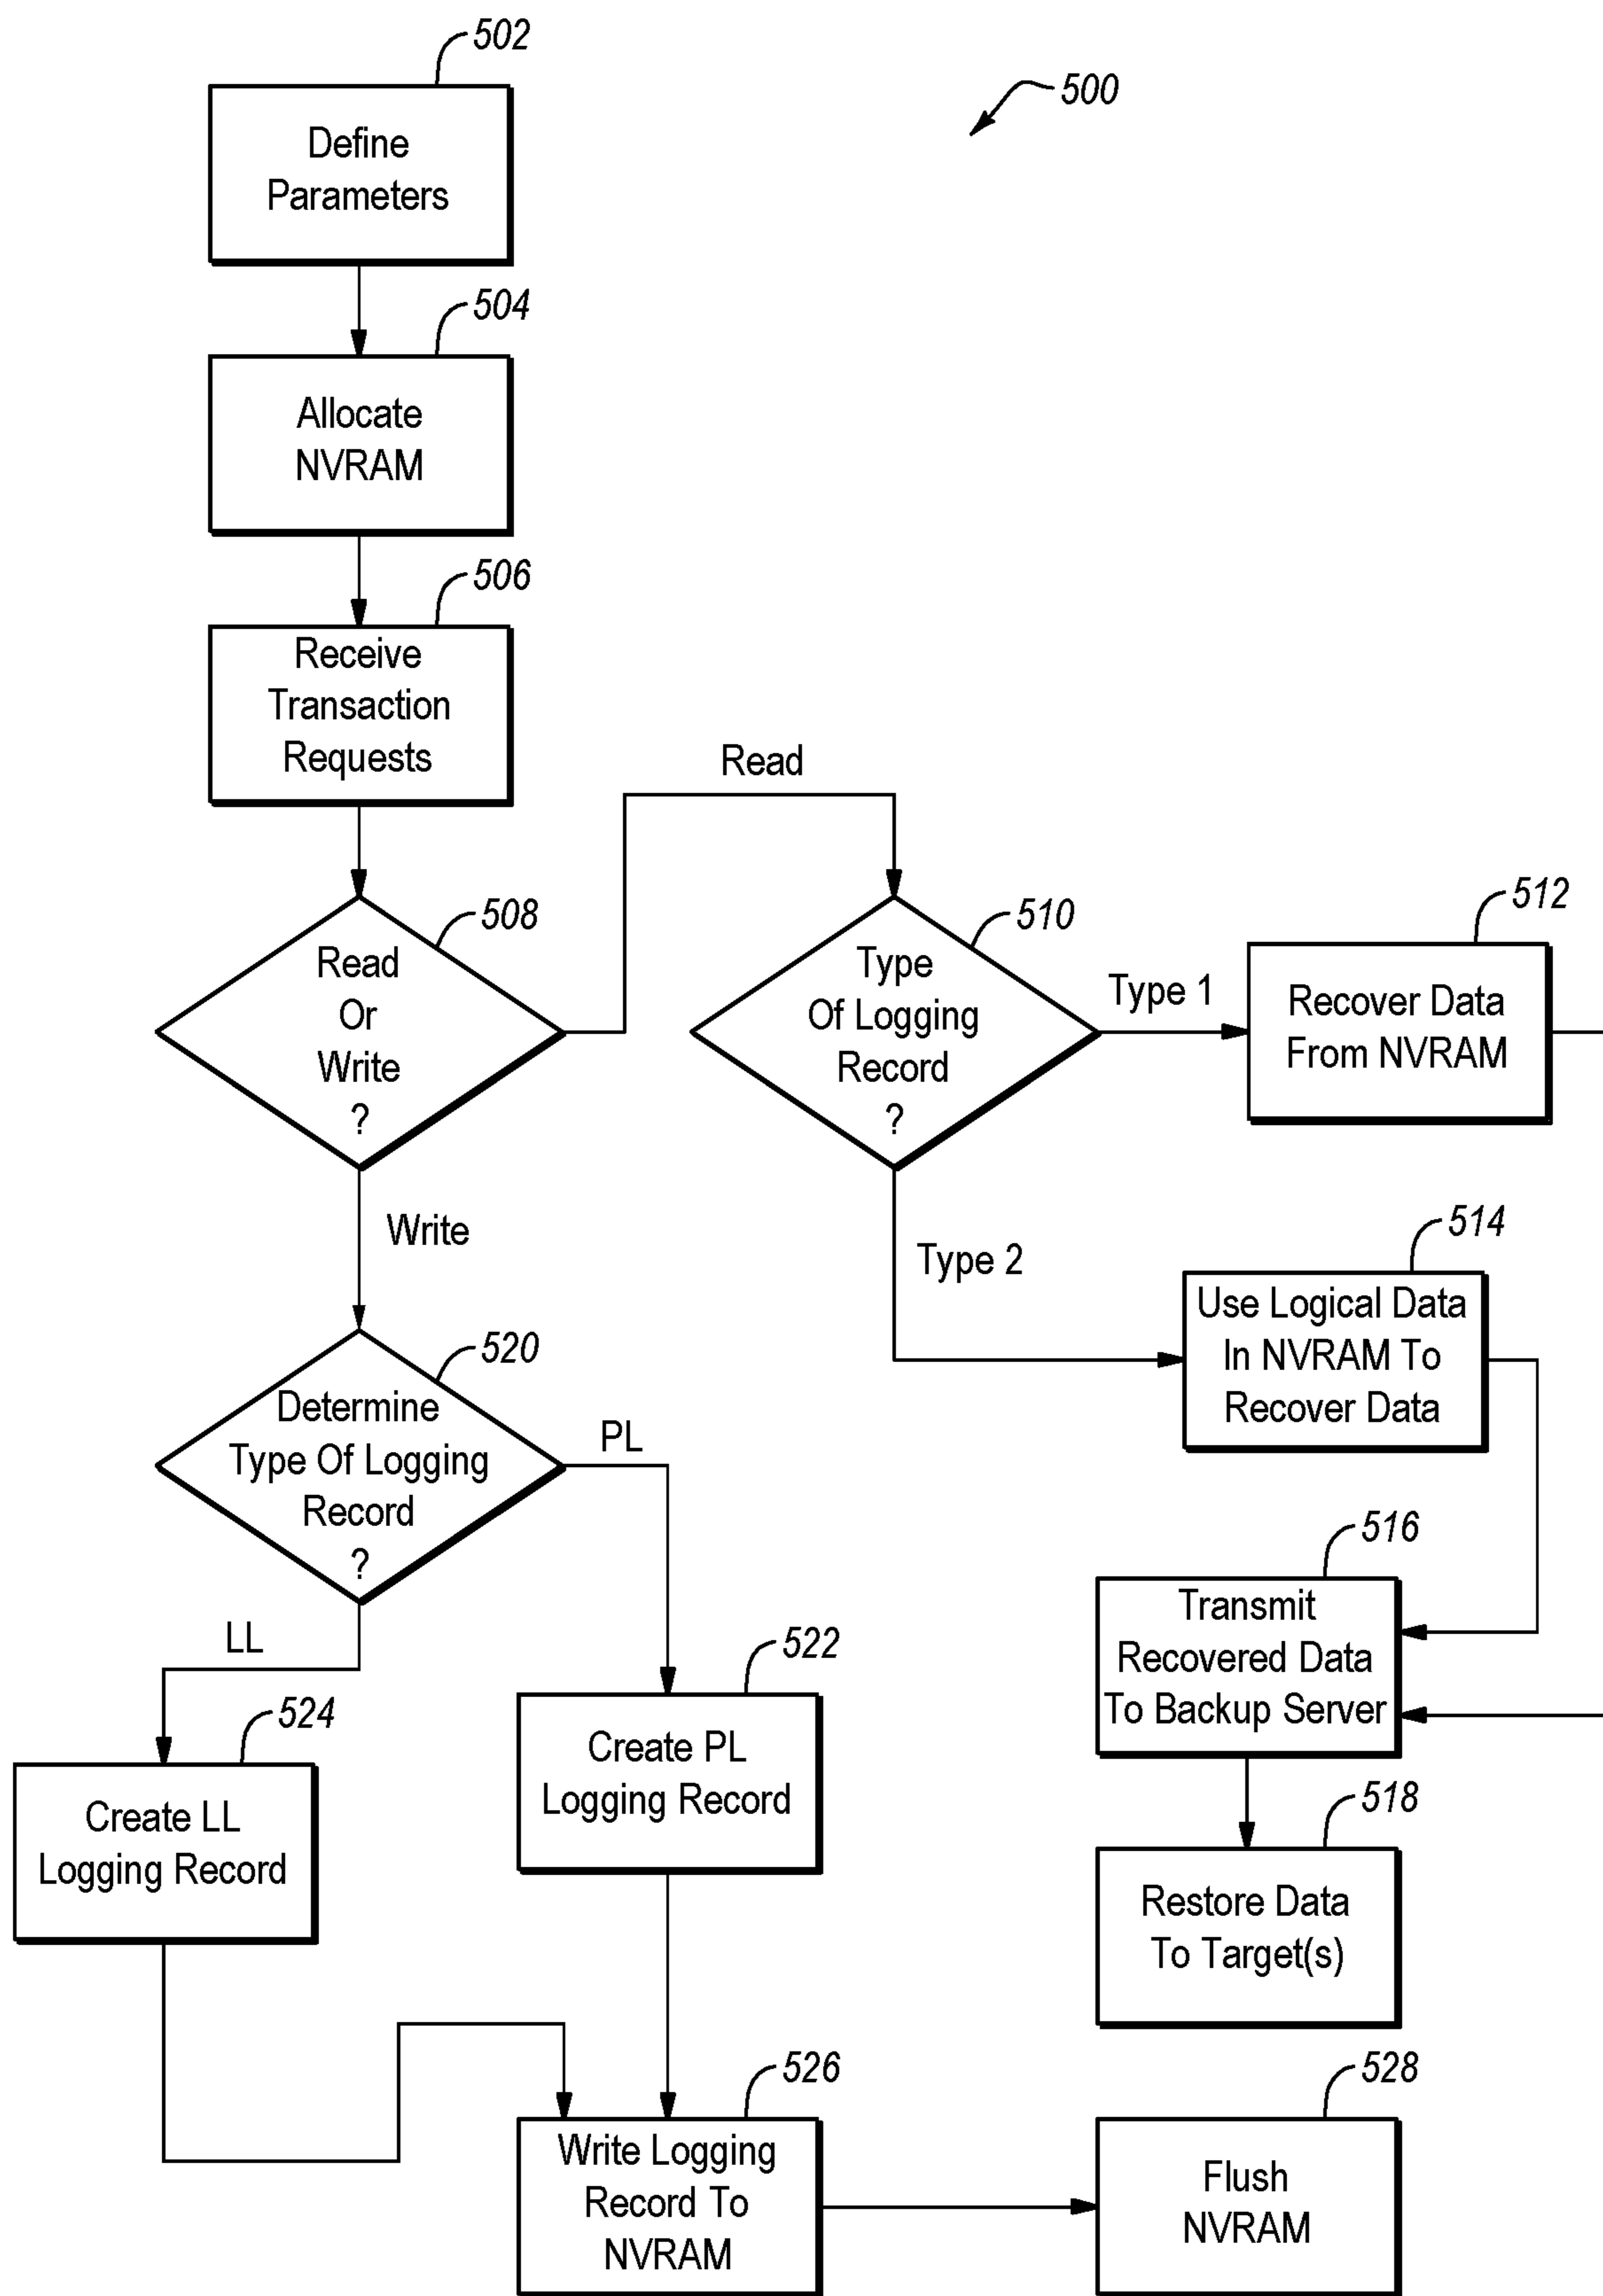 502
500
Define
Parameters
504
Allocate
NVRAM
506
Receive
Transaction
Requests
Read
508
Read
Or
Write
?
510
Type
Of Logging
Record
?
Type 1
512
Recover Data
From NVRAM
Write
Type 2
514
Use Logical Data
In NVRAM To
Recover Data
520
Determine
Type Of Logging
Record
?
PL
LL
516
Transmit
Recovered Data
To Backup Server
522
Create PL
Logging Record
524
Create LL
Logging Record
518
Restore Data
To Target(s)
526
Write Logging
Record To
NVRAM
528
Flush
NVRAM